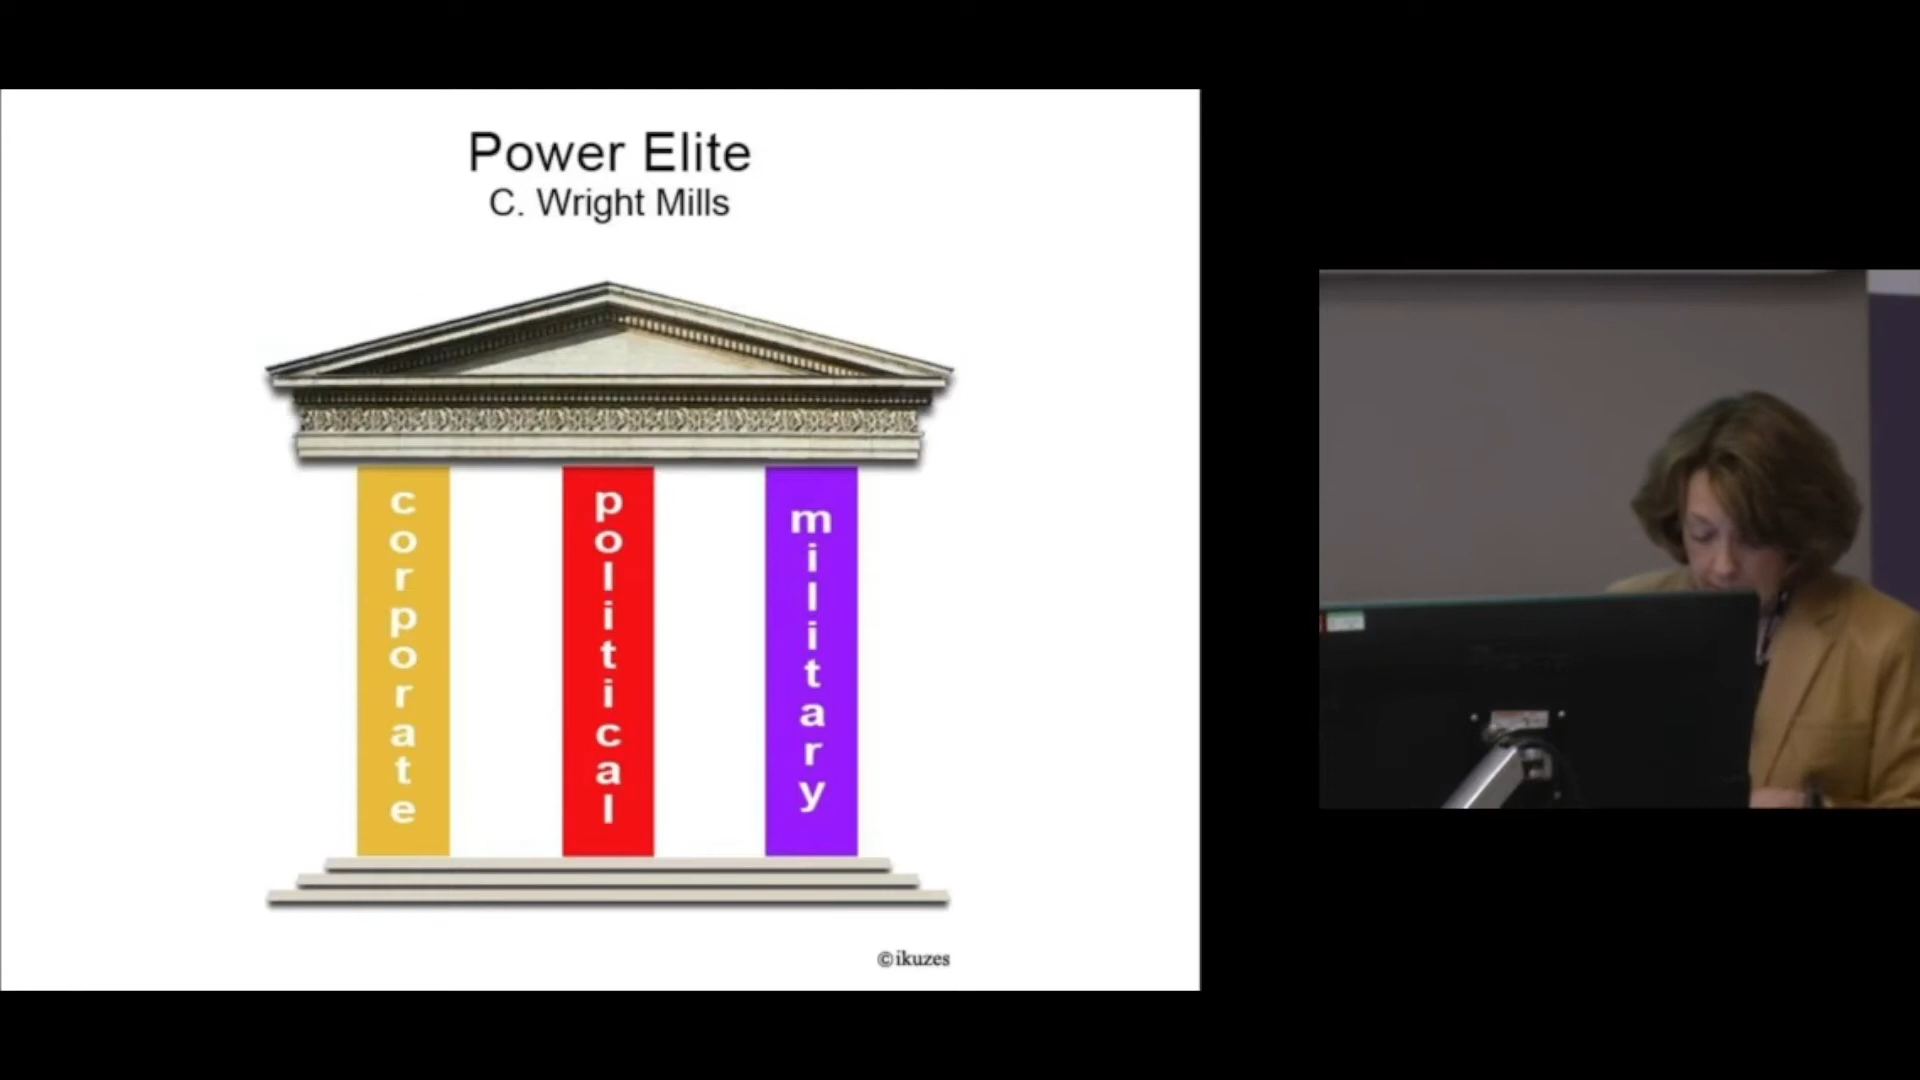 Power Elite
C. Wright Mills
corporate
political
military
©ikuzes